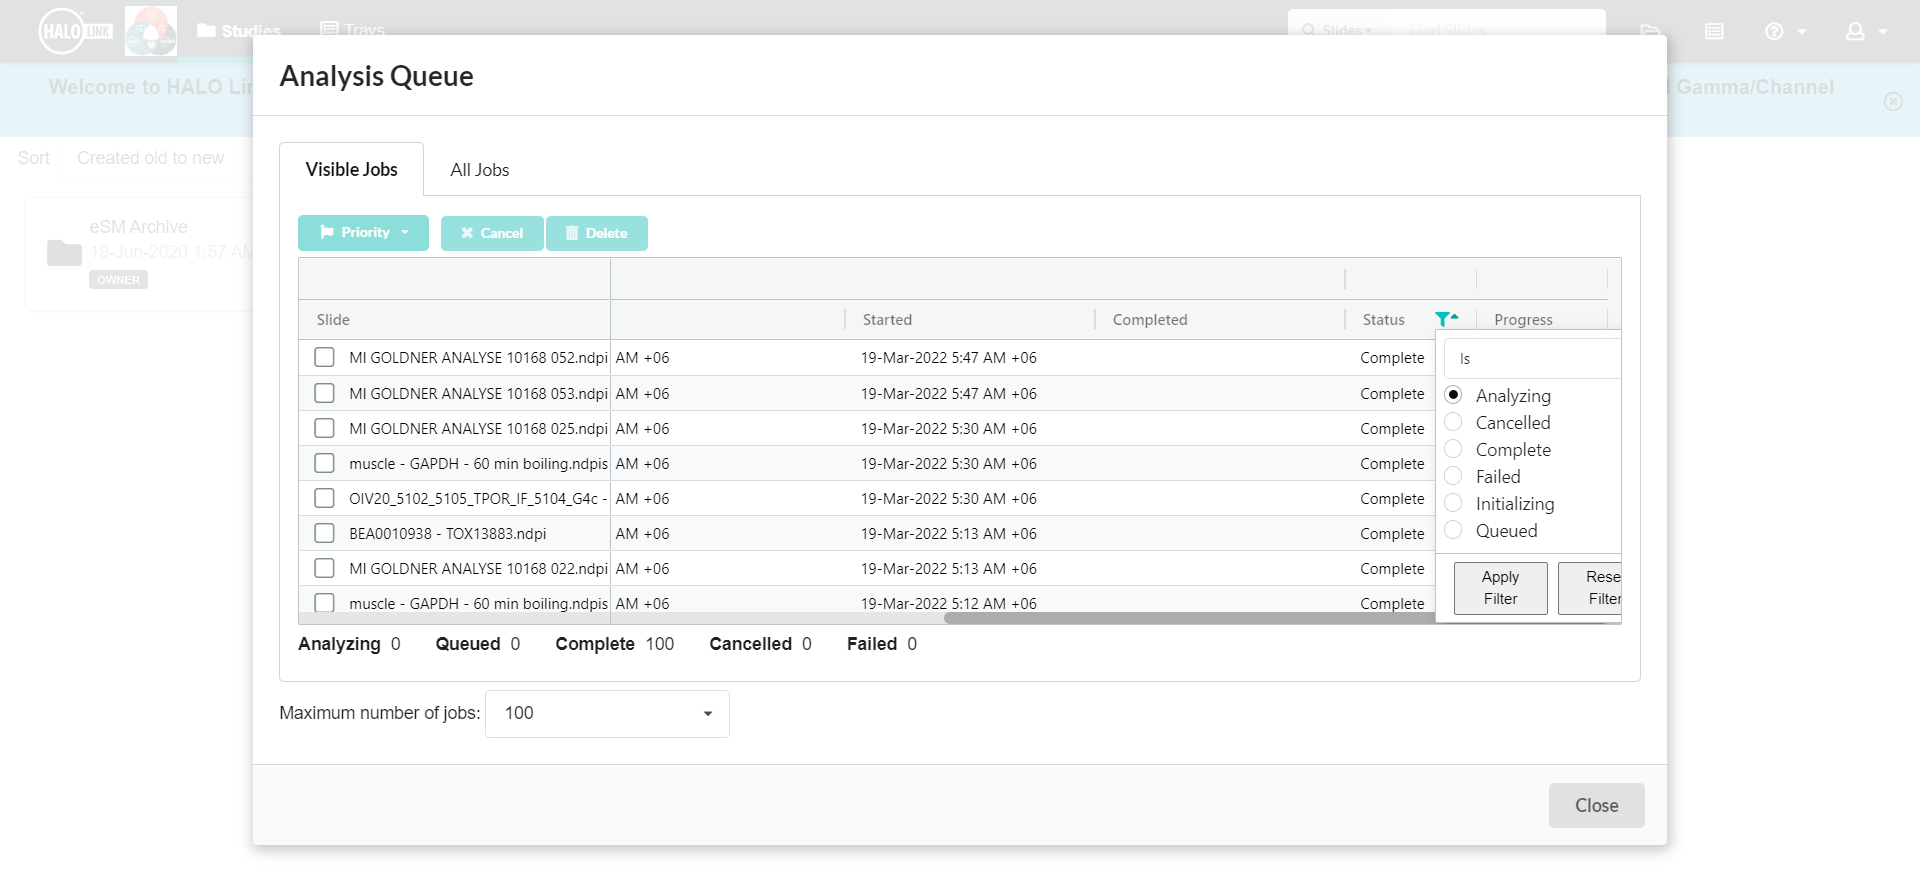 HALO LINK
Studies
Trays
Slides
Find Slides
Welcome to HALO Lin
l Gamma/Channel
Sort
Created old to new
eSM Archive
19-Jun-2020 1:57 AM
OWNER
Analysis Queue
Visible Jobs
All Jobs
Priority
Cancel
Delete
Slide
Started
Completed
Status
Progress
MI GOLDNER ANALYSE 10168 052.ndpi AM +06 19-Mar-2022 5:47 AM +06 Complete
MI GOLDNER ANALYSE 10168 053.ndpi AM +06 19-Mar-2022 5:47 AM +06 Complete
MI GOLDNER ANALYSE 10168 025.ndpi AM +06 19-Mar-2022 5:30 AM +06 Complete
muscle - GAPDH - 60 min boiling.ndpis AM +06 19-Mar-2022 5:30 AM +06 Complete
OIV20_5102_5105_TPOR_IF_5104_G4c - AM +06 19-Mar-2022 5:30 AM +06 Complete
BEA0010938 - TOX13883.ndpi AM +06 19-Mar-2022 5:13 AM +06 Complete
MI GOLDNER ANALYSE 10168 022.ndpi AM +06 19-Mar-2022 5:13 AM +06 Complete
muscle - GAPDH - 60 min boiling.ndpis AM +06 19-Mar-2022 5:12 AM +06 Complete
Is
Analyzing
Cancelled
Complete
Failed
Initializing
Queued
Apply
Filter
Rese
Filter
Analyzing 0 Queued 0 Complete 100 Cancelled 0 Failed 0
Maximum number of jobs: 100
Close